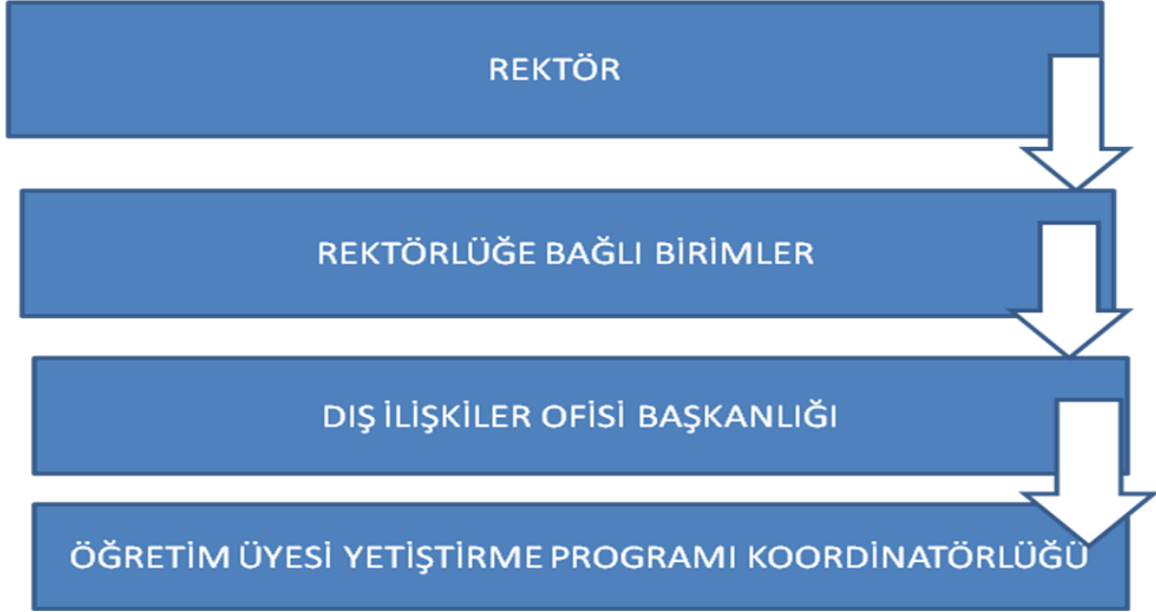 REKTÖR
REKTÖRLÜĞE BAĞLI BİRİMLER
DIŞ İLİŞKİLER OFİSİ BAŞKANLIĞI
ÖĞRETİM ÜYESİ YETİŞTİRME PROGRAMI KOORDİNATÖRLÜĞÜ